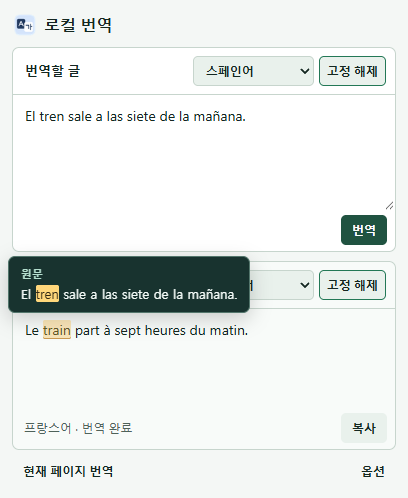 로컬 번역
번역할 글
스페인어
고정 해제
El tren sale a las siete de la mañana.
번역
원문
El tren sale a las siete de la mañana.
고정 해제
Le train part à sept heures du matin.
프랑스어 · 번역 완료
복사
현재 페이지 번역
옵션